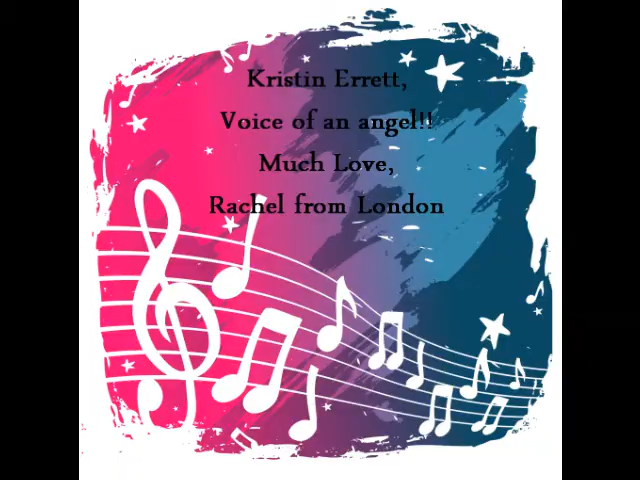 Kristin Errett,
Voice of an angel!!
Much Love,
Rachel from London